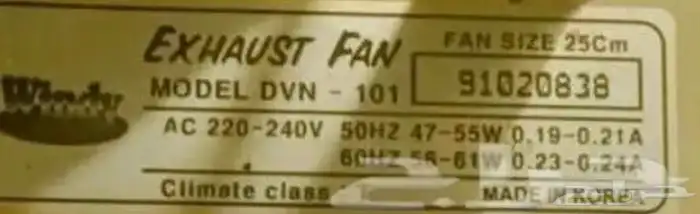 EXHAUST FAN
FAN SIZE 25Cm
MODEL DVN - 101
91020838
Wonder
AC 220-240V 50HZ 47-55W 0.19-0.21A
60HZ 56-61W 0.23-0.24A
Climate class :
MADE IN KOREA